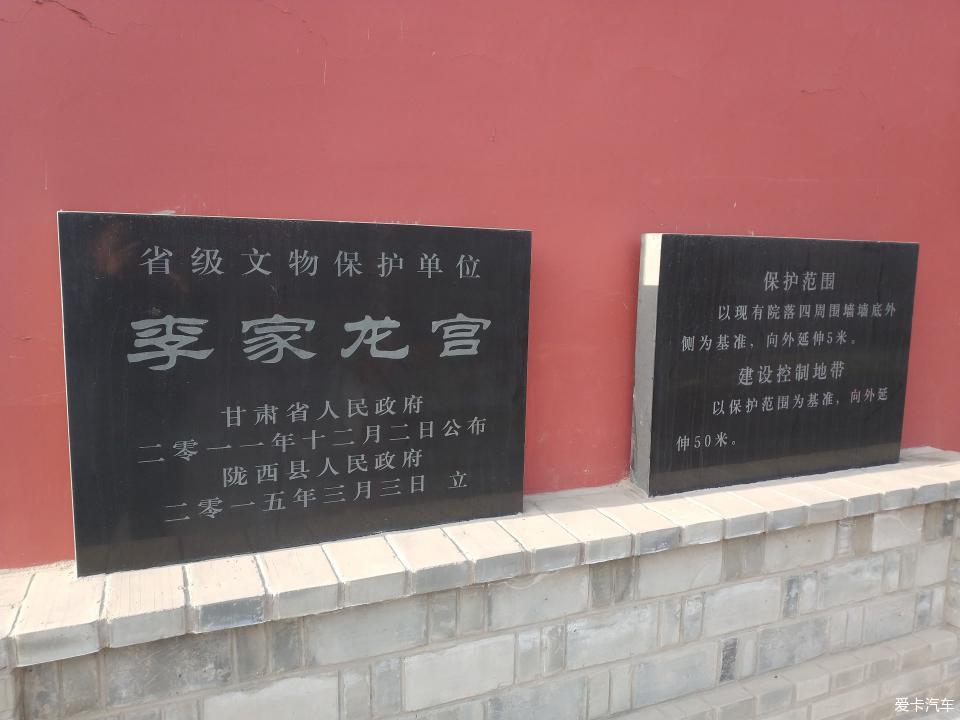 省级文物保护单位
李家龙宫
甘肃省人民政府
二零一一年十二月二日公布
陇西县人民政府
二零一五年三月三日 立
保护范围
以现有院落四周围墙墙底外
侧为基准，向外延伸5米。
建设控制地带
以保护范围为基准，向外延
伸50米。
爱卡汽车